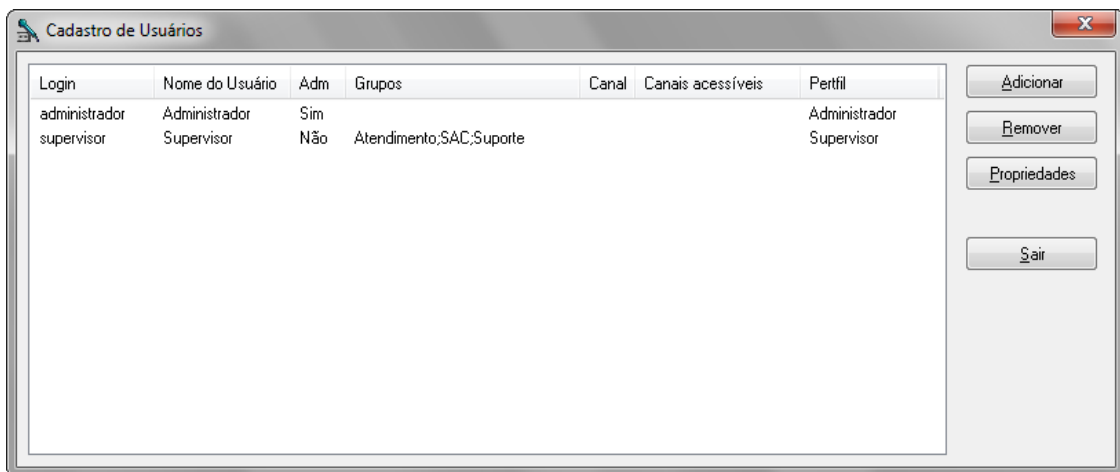 Cadastro de Usuários
Login Nome do Usuário Adm Grupos Canal Canais acessíveis Pertfil
administrador Administrador Sim Administrador
supervisor Supervisor Não Atendimento;SAC;Suporte Supervisor
Adicionar
Remover
Propriedades
Sair